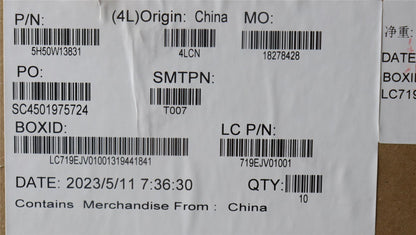 P/N: (4L)Origin: China MO:
5H50W13831 4LCN 18278428
PO: SMTPN:
SC4501975724 T007
BOXID: LC P/N:
LC719EJV01001319441841 719EJV01001
DATE: 2023/5/11 7:36:30 QTY:
10
Contains Merchandise From : China
净重:
DATE
BOXI
LC719